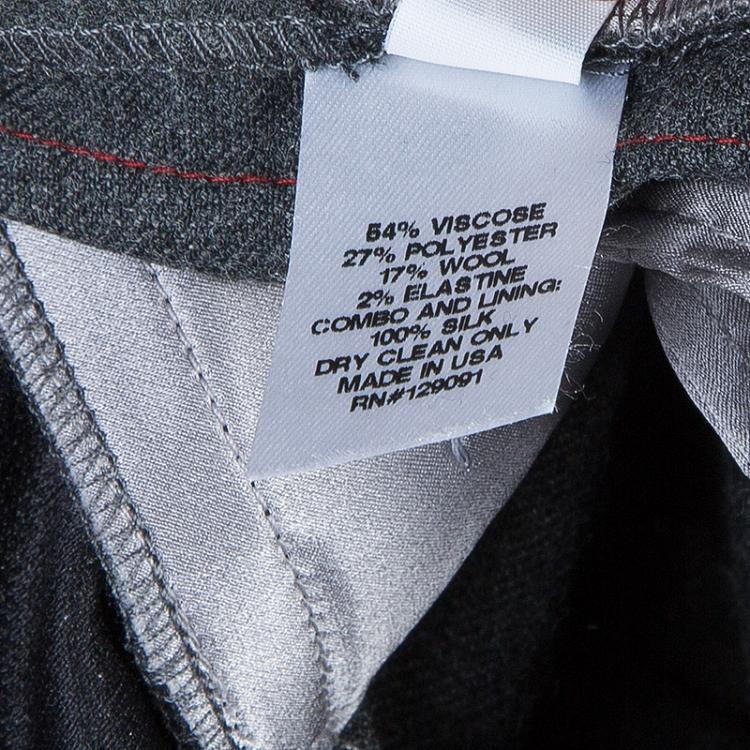 54% VISCOSE
27% POLYESTER
17% WOOL
2% ELASTINE
COMBO AND LINING:
100% SILK
DRY CLEAN ONLY
MADE IN USA
RN#129091